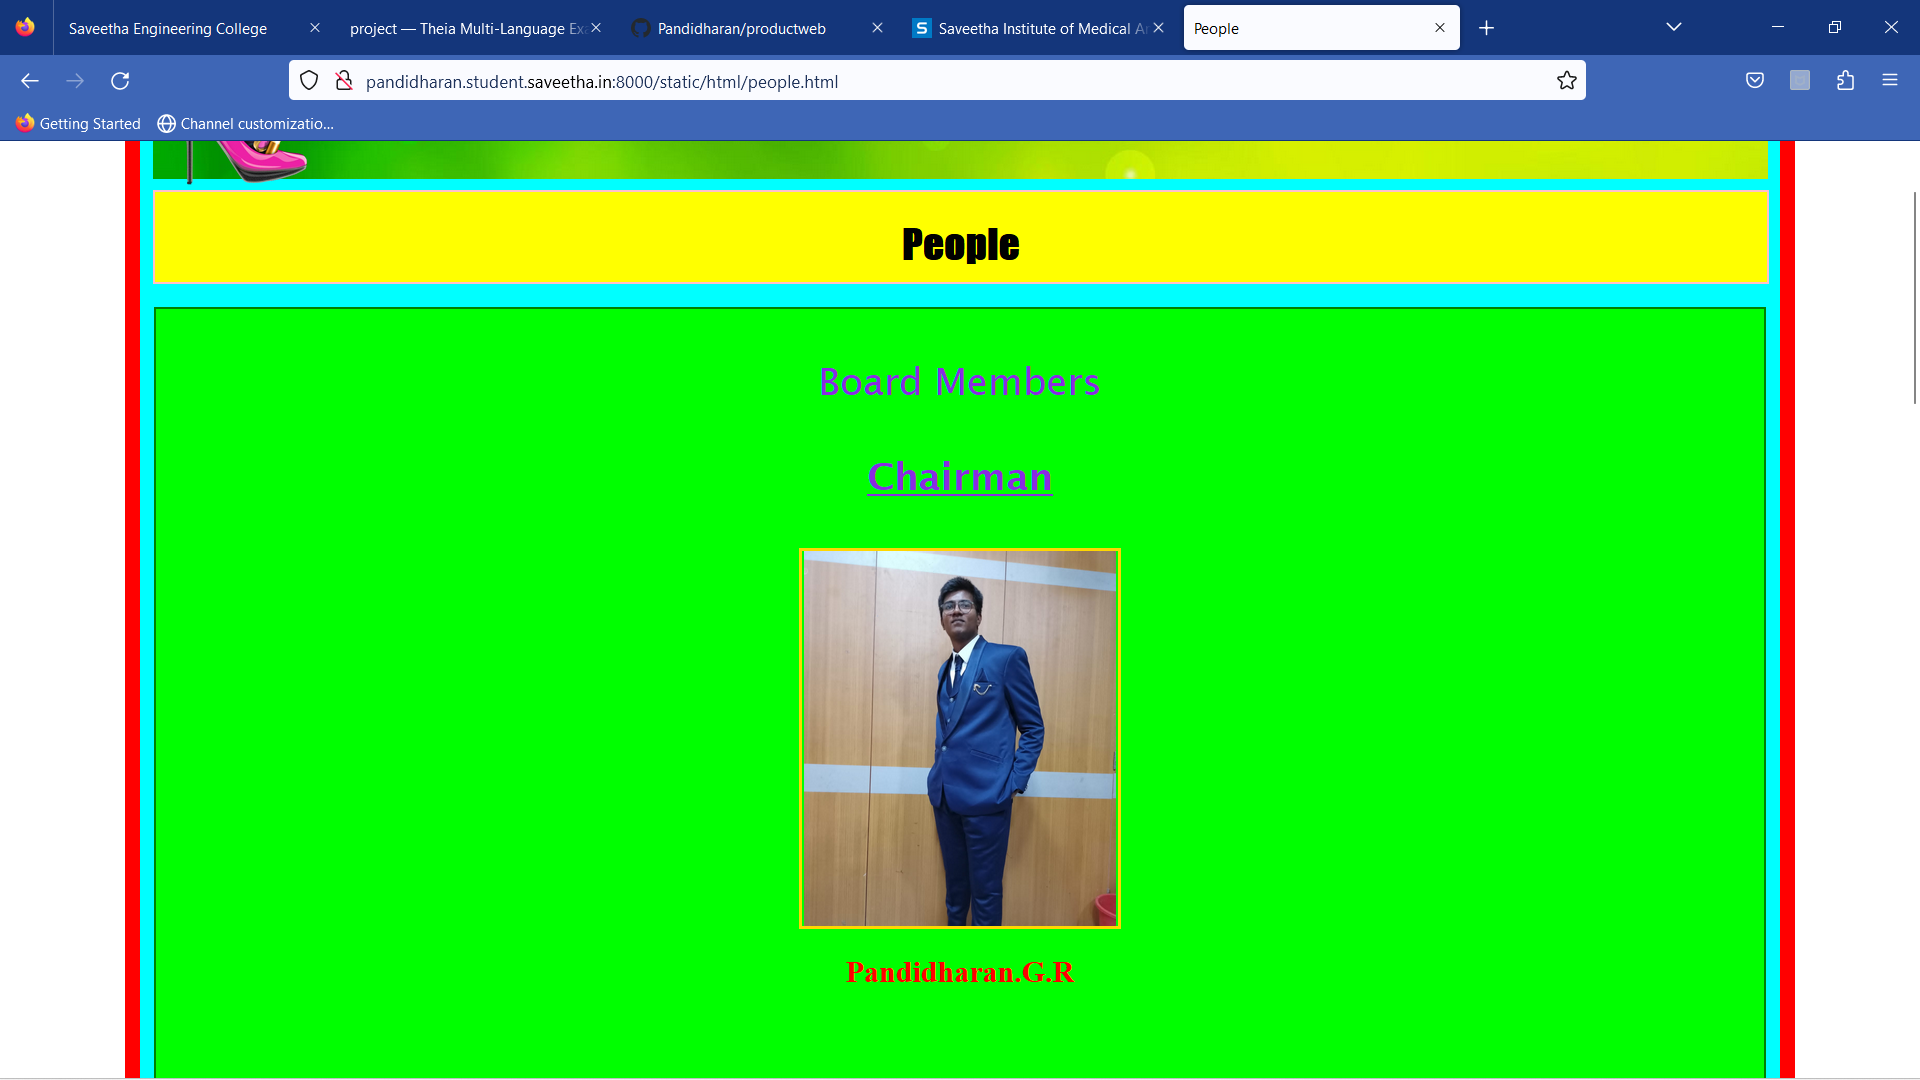 Saveetha Engineering College
project — Theia Multi-Language Ex
Pandidharan/productweb
Saveetha Institute of Medical A
People
pandidharan.student.saveetha.in:8000/static/html/people.html
Getting Started
Channel customizatio...
People
Board Members
Chairman
Pandidharan.G.R